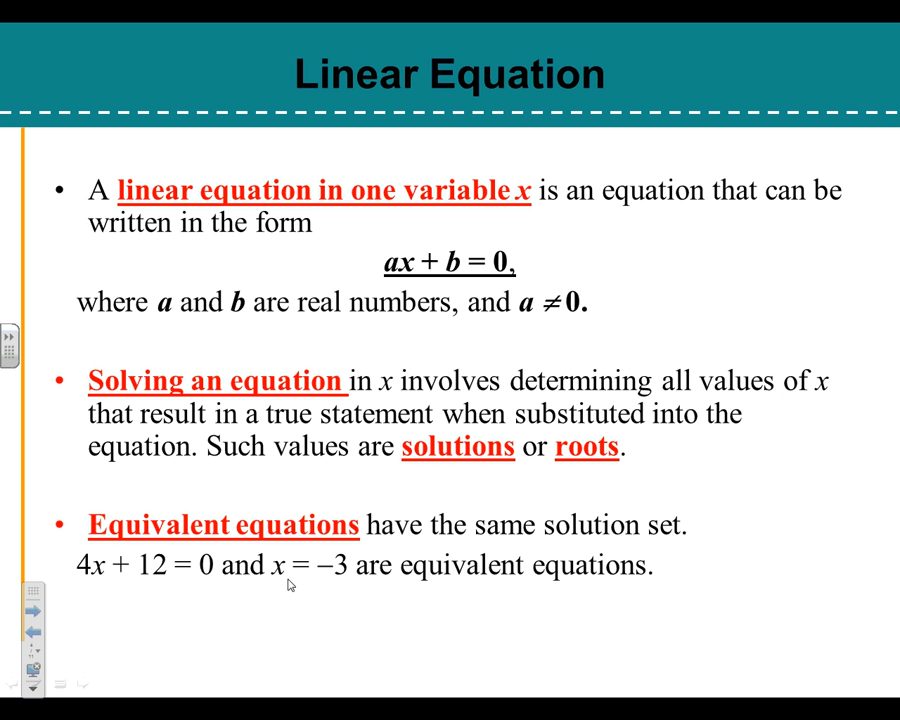 Linear Equation
• A linear equation in one variable x is an equation that can be
written in the form
ax + b = 0,
where a and b are real numbers, and a ≠ 0.
• Solving an equation in x involves determining all values of x
that result in a true statement when substituted into the
equation. Such values are solutions or roots.
• Equivalent equations have the same solution set.
4x + 12 = 0 and x = −3 are equivalent equations.